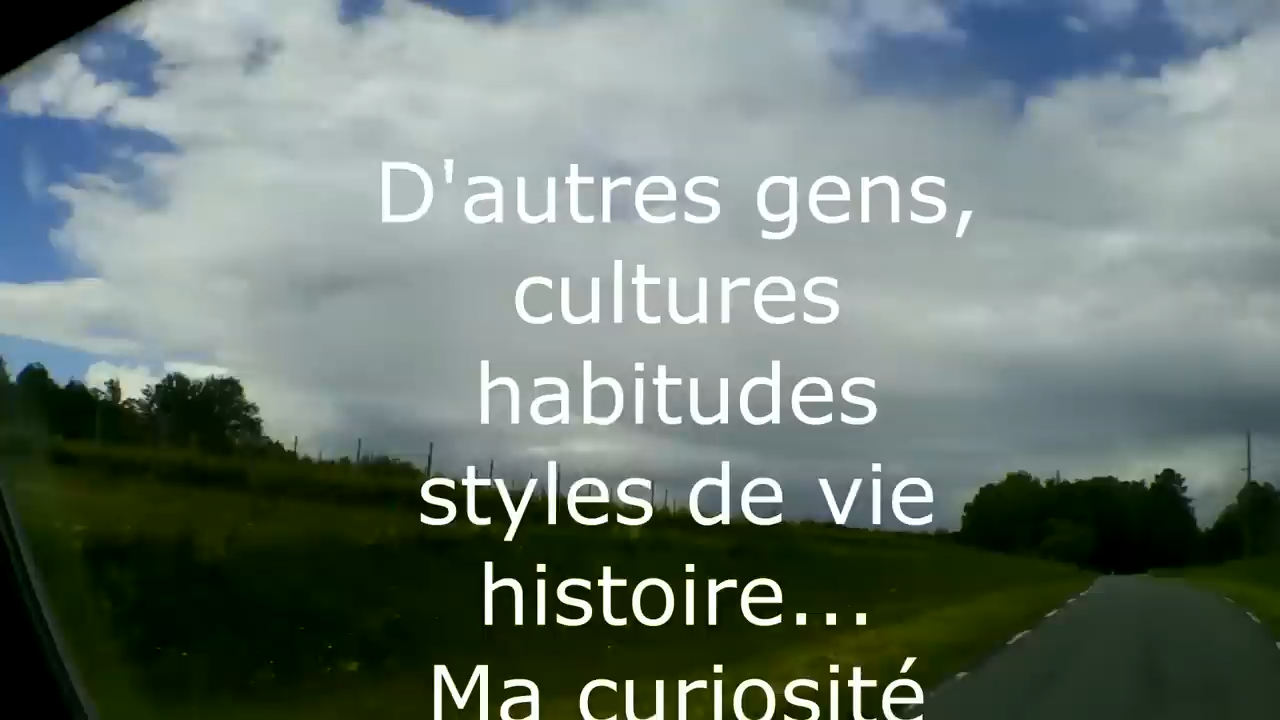 D'autres gens,
cultures
habitudes
styles de vie
histoire...
Ma curiosité